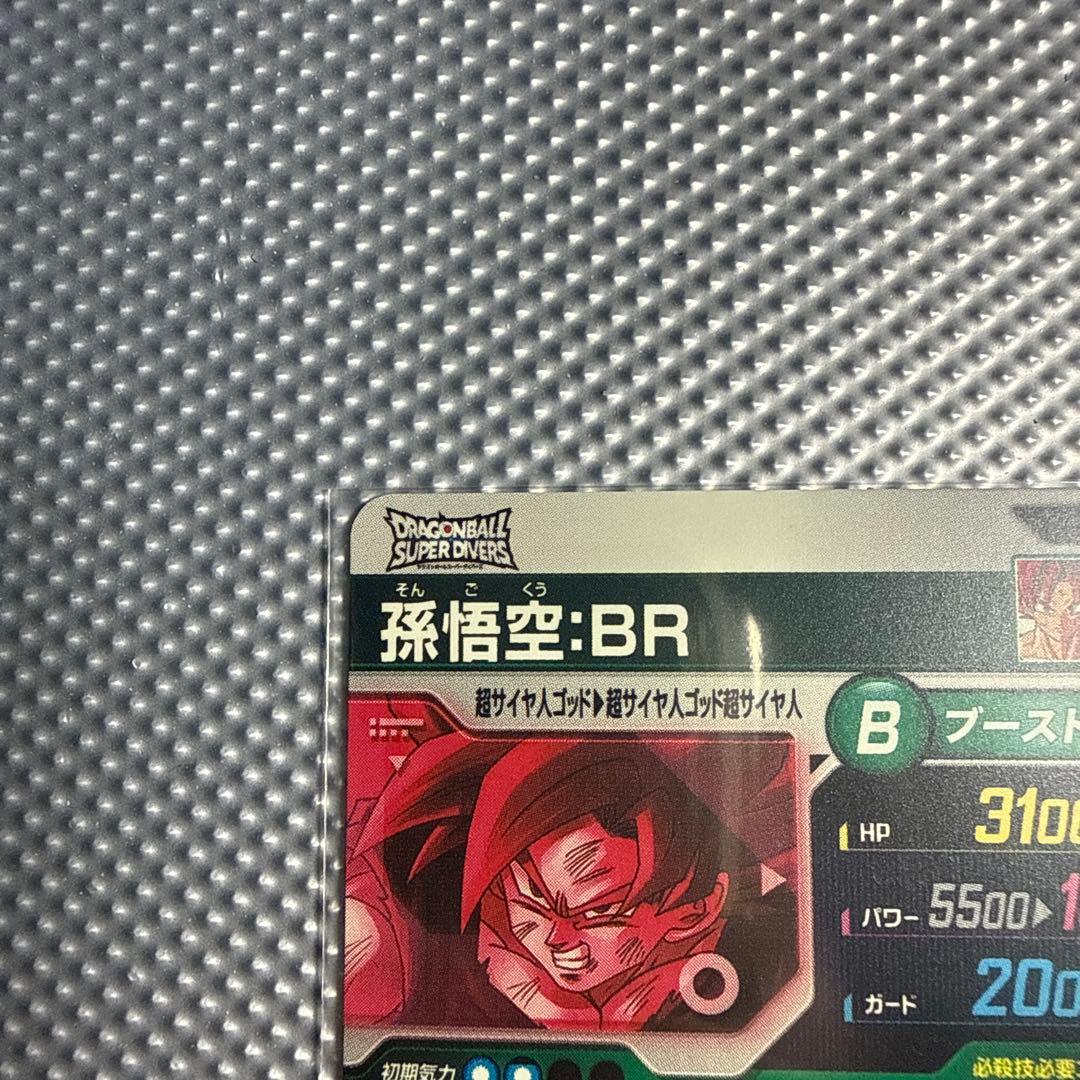 DRAGONBALL
SUPER DIVERS
そん ご くう
孫悟空:BR
超サイヤ人ゴッド▶超サイヤ人ゴッド超サイヤ人
B ブースト
HP 3100
パワー 5500▶1
ガード 200
初期気力
必殺技必要